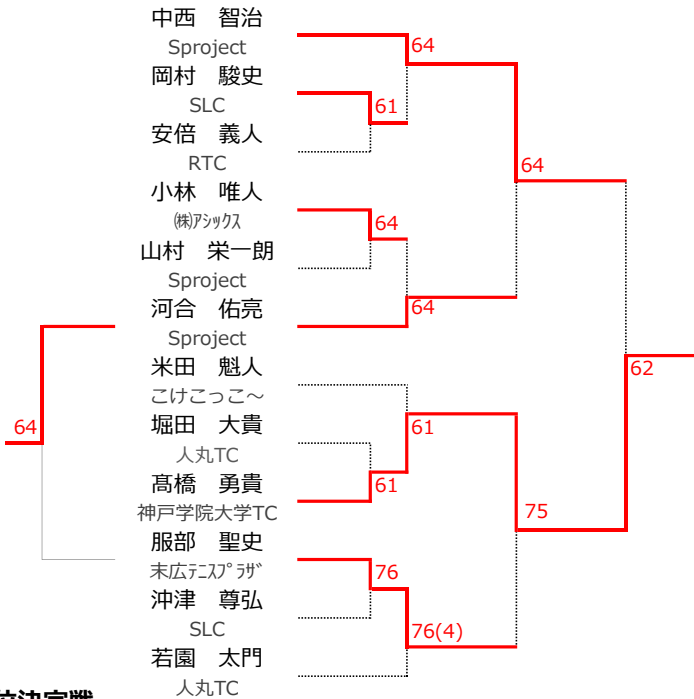 中西　智治
Sproject
64
岡村　駿史
SLC
61
安倍　義人
RTC
64
小林　唯人
㈱ｱｼｯｸｽ
64
山村　栄一朗
Sproject
河合　佑亮
64
Sproject
米田　魁人
62
こけこっこ～
堀田　大貴
64
61
人丸TC
髙橋　勇貴
61
神戸学院大学TC
75
服部　聖史
末広ﾃﾆｽﾌﾟﾗｻﾞ
76
沖津　尊弘
SLC
76(4)
若園　太門
人丸TC